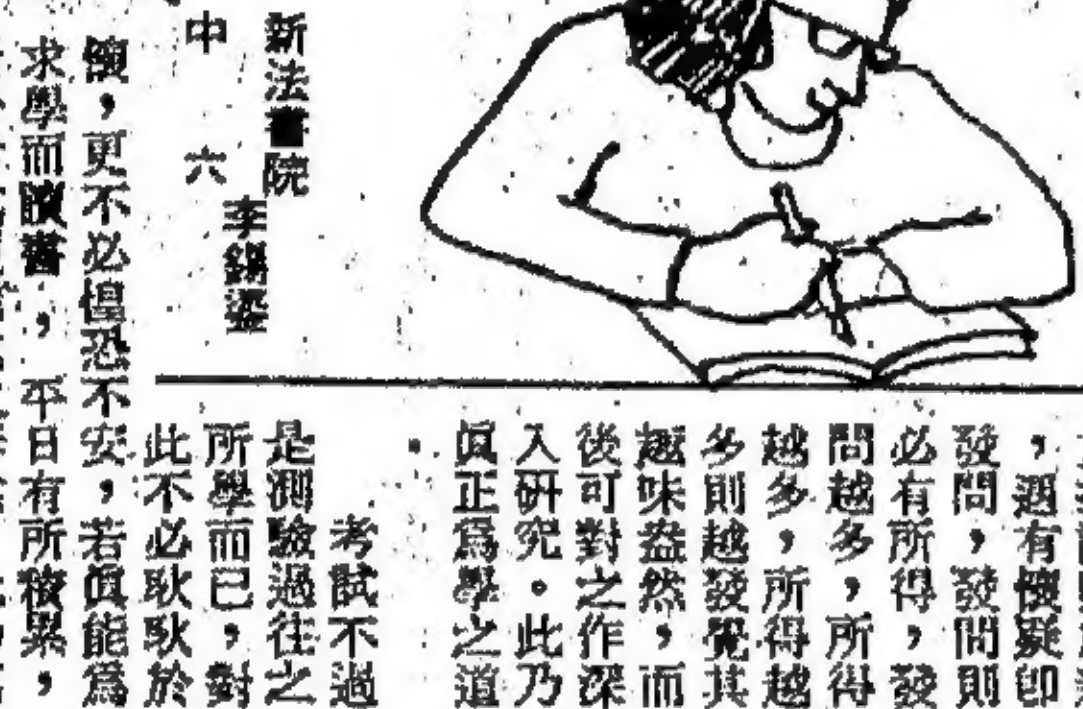 ，遇有懷疑卽
發問，發問則
必有所得，發
問越多，所得
越多，所得越
多則越發覺其
趣味盎然，而
後可對之作深
入研究。此乃
眞正爲學之道
。
考試不過
是測驗過往之
所學而已，對
此不必耿耿於
新法書院
中六
李錫
懷，更不必惶恐不安，若眞能爲
求學而讀書，平日有所積累，